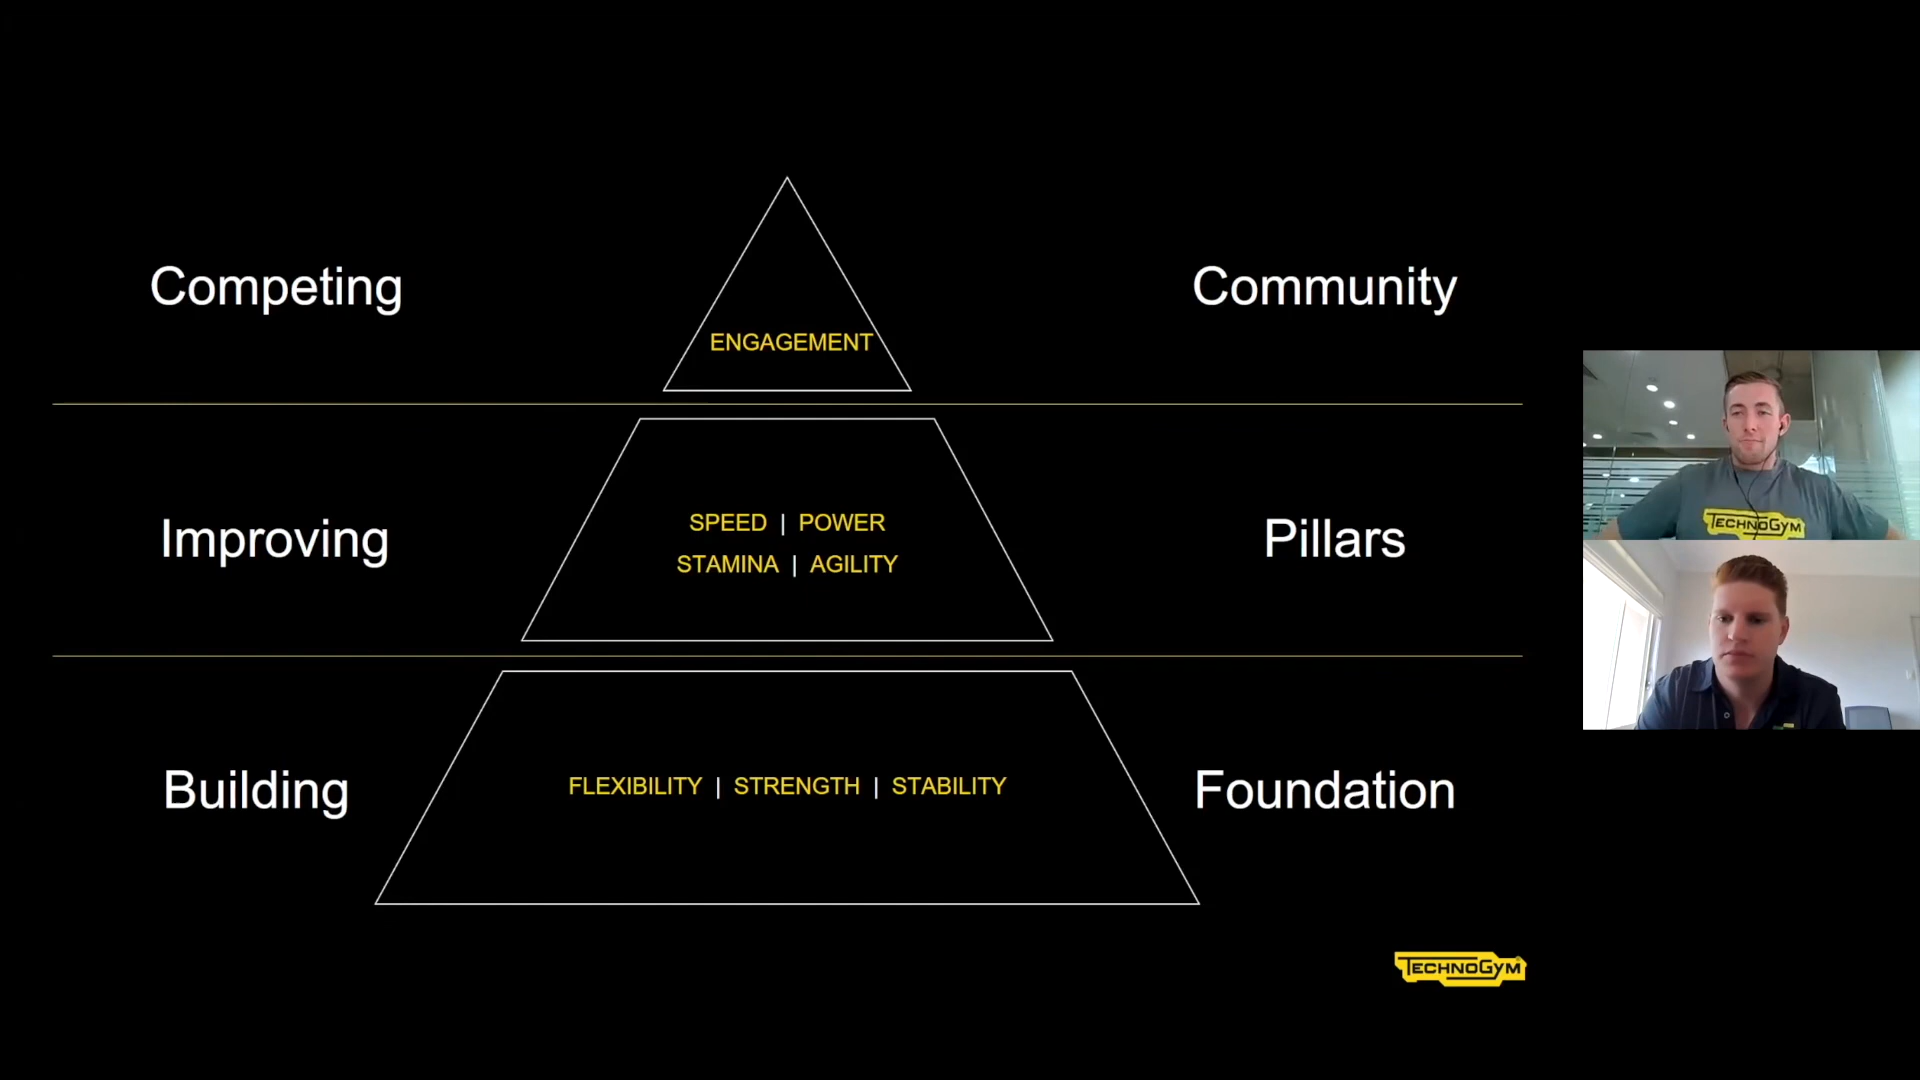 Competing
ENGAGEMENT
Community
Improving
SPEED | POWER
STAMINA | AGILITY
Pillars
Building
FLEXIBILITY | STRENGTH | STABILITY
Foundation
TECHNOGYM
TECHNOGYM